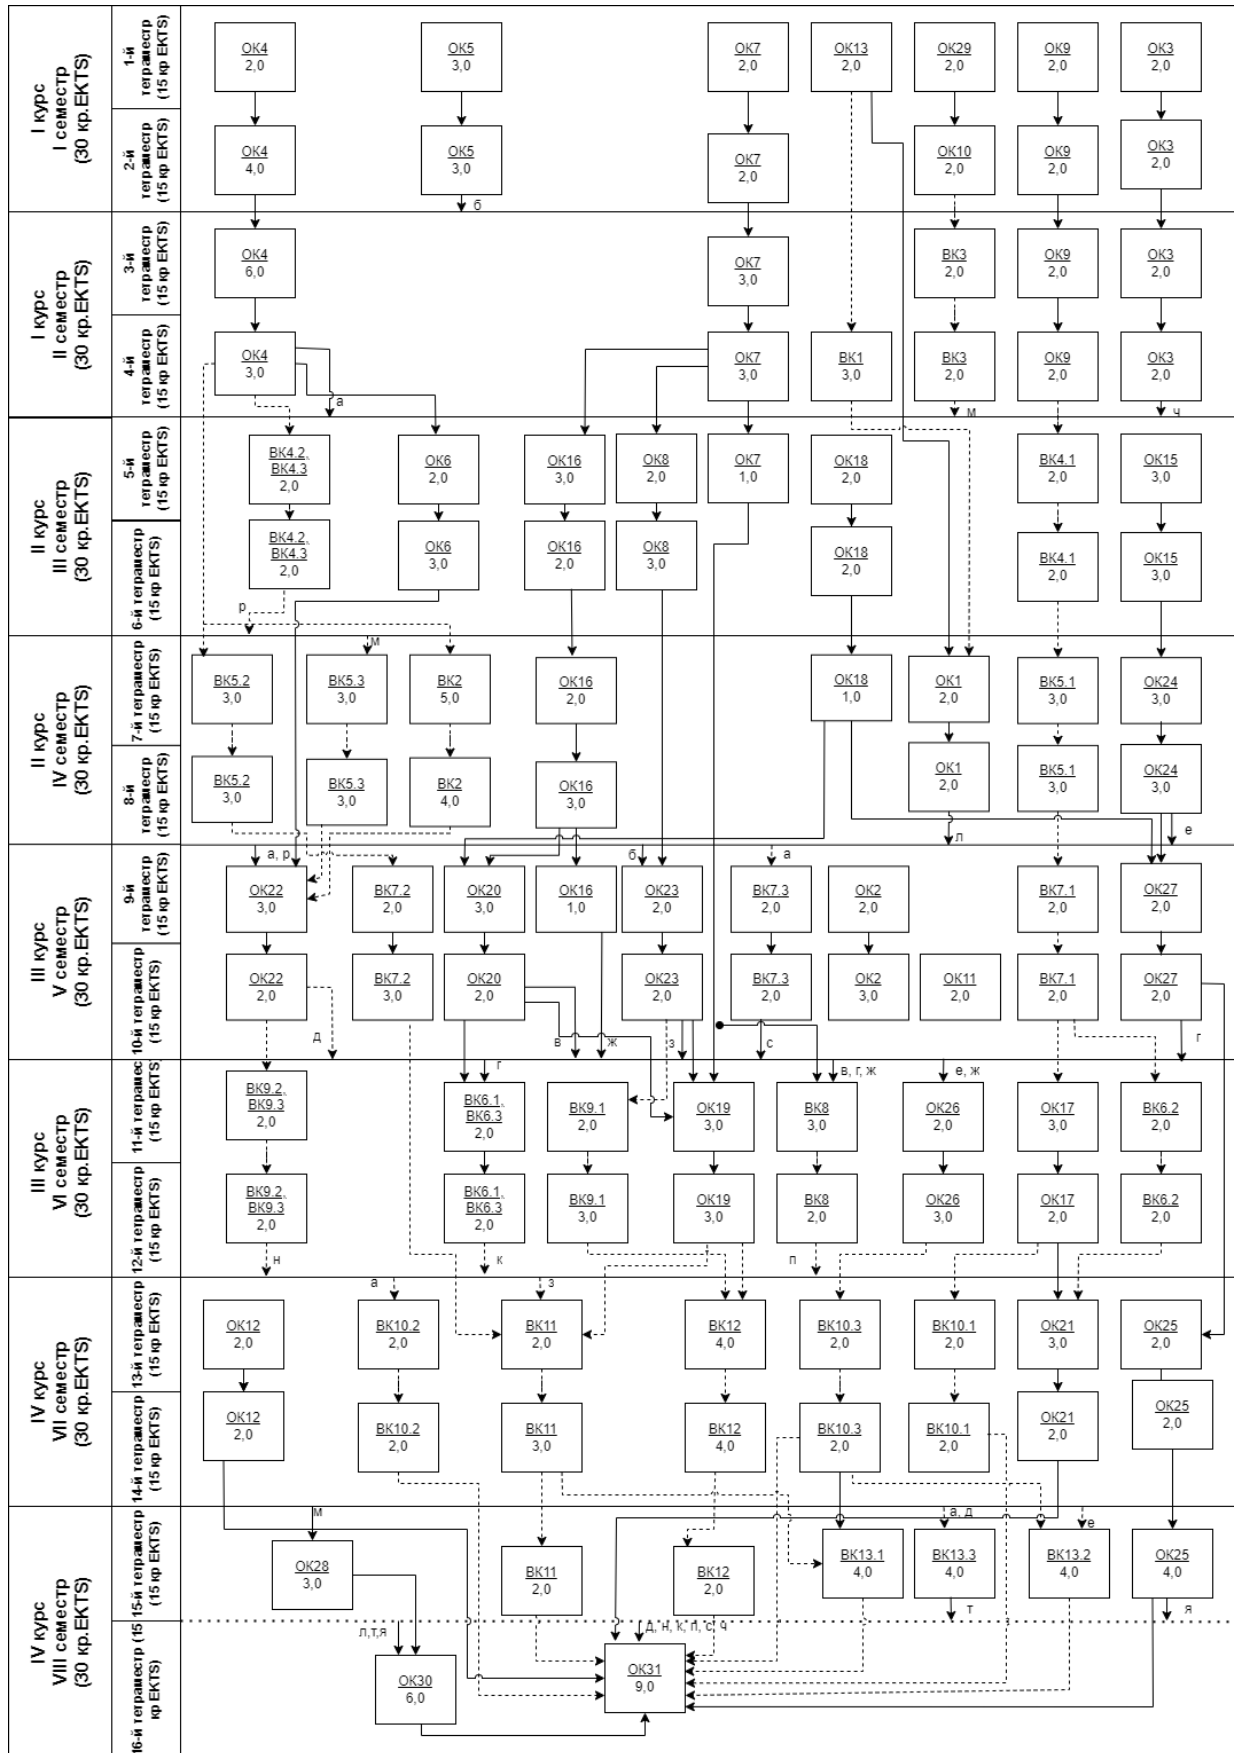 I курс
I семестр
(30 кр.EKTS)
1-й
тетраместр
(15 кр EKTS)
ОК4
2,0
ОК5
3,0
ОК7
2,0
ОК13
2,0
ОК29
2,0
ОК9
2,0
ОК3
2,0
2-й
тетраместр
(15 кр EKTS)
ОК4
4,0
ОК5
3,0
ОК7
2,0
ОК10
2,0
ОК9
2,0
ОК3
2,0
б
I курс
II семестр
(30 кр.EKTS)
3-й
тетраместр
(15 кр EKTS)
ОК4
6,0
ОК7
3,0
ВК3
2,0
ОК9
2,0
ОК3
2,0
4-й
тетраместр
(15 кр EKTS)
ОК4
3,0
ОК7
3,0
ВК1
3,0
ВК3
2,0
ОК9
2,0
ОК3
2,0
а
м
ч
II курс
III семестр
(30 кр.EKTS)
5-й
тетраместр
(15 кр EKTS)
ВК4.2,
ВК4.3
2,0
ОК6
2,0
ОК16
3,0
ОК8
2,0
ОК7
1,0
ОК18
2,0
ВК4.1
2,0
ОК15
3,0
6-й тетраместр
(15 кр EKTS)
ВК4.2,
ВК4.3
2,0
ОК6
3,0
ОК16
2,0
ОК8
3,0
ОК18
2,0
ВК4.1
2,0
ОК15
3,0
р
II курс
IV семестр
(30 кр.EKTS)
7-й тетраместр
(15 кр EKTS)
м
ВК5.2
3,0
ВК5.3
3,0
ВК2
5,0
ОК16
2,0
ОК18
1,0
ОК1
2,0
ВК5.1
3,0
ОК24
3,0
8-й
тетраместр
(15 кр EKTS)
ВК5.2
3,0
ВК5.3
3,0
ВК2
4,0
ОК16
3,0
ОК1
2,0
ВК5.1
3,0
ОК24
3,0
л
е
III курс
V семестр
(30 кр.EKTS)
9-й
тетраместр
(15 кр EKTS)
а, р
б
а
ОК22
3,0
ВК7.2
2,0
ОК20
3,0
ОК16
1,0
ОК23
2,0
ВК7.3
2,0
ОК2
2,0
ВК7.1
2,0
ОК27
2,0
10-й тетраместр
(15 кр EKTS)
ОК22
2,0
ВК7.2
3,0
ОК20
2,0
ОК23
2,0
ВК7.3
2,0
ОК2
3,0
ОК11
2,0
ВК7.1
2,0
ОК27
2,0
д
в
ж
з
с
г
III курс
VI семестр
(30 кр.EKTS)
11-й тетрамес
(15 кр EKTS)
г
в, г, ж
е, ж
ВК9.2,
ВК9.3
2,0
ВК6.1,
ВК6.3
2,0
ВК9.1
2,0
ОК19
3,0
ВК8
3,0
ОК26
2,0
ОК17
3,0
ВК6.2
2,0
12-й тетраместр
(15 кр EKTS)
ВК9.2,
ВК9.3
2,0
ВК6.1,
ВК6.3
2,0
ВК9.1
3,0
ОК19
3,0
ВК8
2,0
ОК26
3,0
ОК17
2,0
ВК6.2
2,0
н
к
п
IV курс
VII семестр
(30 кр.EKTS)
13-й тетраместр
(15 кр EKTS)
а
з
ОК12
2,0
ВК10.2
2,0
ВК11
2,0
ВК12
4,0
ВК10.3
2,0
ВК10.1
2,0
ОК21
3,0
ОК25
2,0
14-й тетраместр
(15 кр EKTS)
ОК12
2,0
ВК10.2
2,0
ВК11
3,0
ВК12
4,0
ВК10.3
2,0
ВК10.1
2,0
ОК21
2,0
ОК25
2,0
IV курс
VIII семестр
(30 кр.EKTS)
15-й тетраместр
(15 кр EKTS)
м
а, д
е
ОК28
3,0
ВК11
2,0
ВК12
2,0
ВК13.1
4,0
ВК13.3
4,0
ВК13.2
4,0
ОК25
4,0
т
я
16-й тетраместр (15
кр EKTS)
л,т,я
д, н, к, п, с, ч
ОК30
6,0
ОК31
9,0